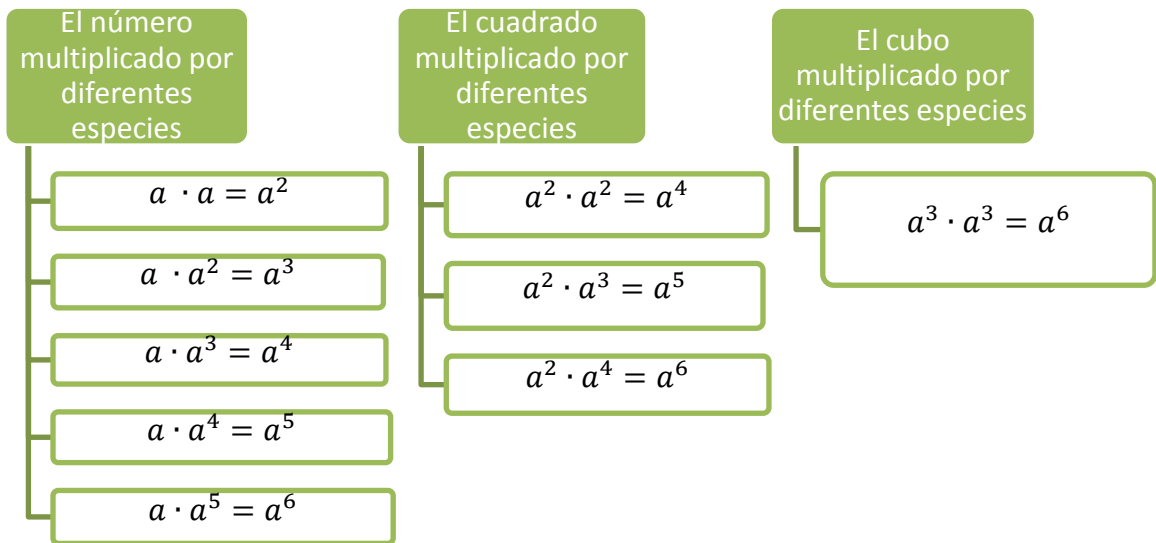 El número
multiplicado por
diferentes
especies
a · a = a²
a · a² = a³
a · a³ = a⁴
a · a⁴ = a⁵
a · a⁵ = a⁶
El cuadrado
multiplicado por
diferentes
especies
a² · a² = a⁴
a² · a³ = a⁵
a² · a⁴ = a⁶
El cubo
multiplicado por
diferentes especies
a³ · a³ = a⁶